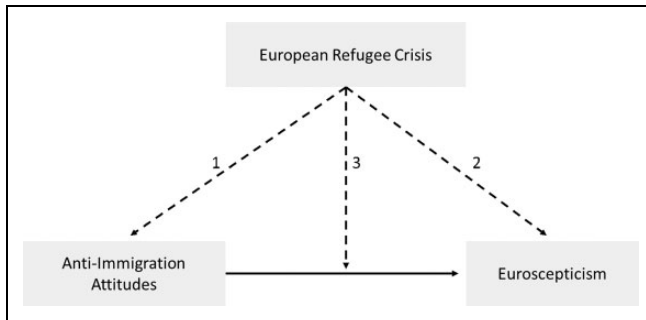 European Refugee Crisis
1
3
2
Anti-Immigration
Attitudes
Euroscepticism